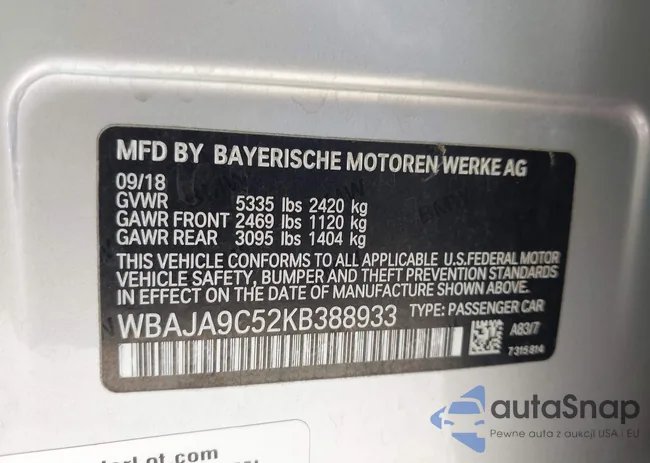 MFD BY BAYERISCHE MOTOREN WERKE AG
09/18
GVWR 5335 lbs 2420 kg
GAWR FRONT 2469 lbs 1120 kg
GAWR REAR 3095 lbs 1404 kg
THIS VEHICLE CONFORMS TO ALL APPLICABLE U.S.FEDERAL MOTOR
VEHICLE SAFETY, BUMPER AND THEFT PREVENTION STANDARDS
IN EFFECT ON THE DATE OF MANUFACTURE SHOWN ABOVE.
WBAJA9C52KB388933 TYPE: PASSENGER CAR
A83/7
7315814
Lot com
autaSnap
Pewne auta z aukcji USA i EU